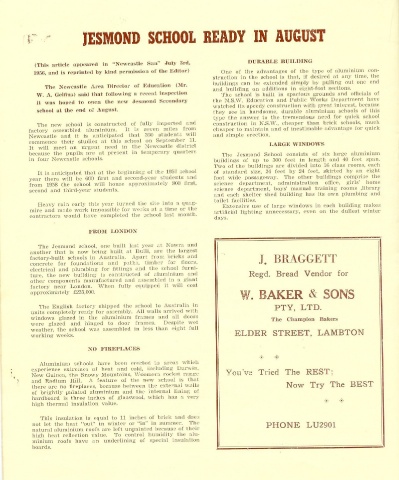 JESMOND SCHOOL READY IN AUGUST
(This article appeared in "Newcastle Sun" July 3rd,
1956, and is reprinted by kind permission of the Editor)
The Newcastle Area Director of Education (Mr.
W. A. ) said that following a recent inspection
it was hoped to open the new Jesmond Secondary
school at the end of August.
The new school is constructed of fully imported and
factory assembled aluminium. It is seven miles from
Newcastle and it is anticipated that 500 students will
commence their studies at this school on September 11.
It will meet an urgent need in the Newcastle district
because the pupils are at present in temporary quarters
in four Newcastle schools.
It is anticipated that at the beginning of the 1957 school
year there will be 600 first and second-year students and
from 1958 the school will house approximately 900 first,
second and third-year students.
Heavy rain early this year turned the site into a quag-
mire and made work impossible for weeks at a time or the
contractors would have completed the school last month.
FROM LONDON
The Jesmond school, one built last year at Nowra and
another that is now being built at Bulli, are the largest
factory-built schools in Australia. Apart from bricks and
concrete for foundations and paths, timber for doors,
electrical and plumbing for fittings and the school furni-
ture, the new building is constructed of aluminium and
other components manufactured and assembled in a great
factory near London. When fully equipped it will cost
approximately
The English factory shipped the school to Australia in
units completely ready for assembly. All walls arrived with
windows glazed in the aluminium frames and all doors
were glazed and hinged to door frames. Despite wet
weather, the school was assembled in less than eight full
working weeks.
NO FIREPLACES
Aluminium schools have been erected in areas which
experience extremes of heat and cold, including Darwin,
New Guinea, the Snowy Mountains, Woomera rocket range
and Radium Hill. A feature of the new school is that
there are no fireplaces, because between the external walls
of brightly painted aluminium and the internal lining of
hardboard is three inches of glasswool, which has a very
high thermal insulation value.
This insulation is equal to 11 inches of brick and does
not let the heat "out" in winter or "in" in summer. The
natural aluminium roofs are left unpainted because of their
high heat reflection value. To control humidity the alu-
minium roofs have an underlining of special insulation
boards.
DURABLE BUILDING
One of the advantages of the type of aluminium con-
struction in the school is that, if desired at any time, the
buildings can be extended simply by pulling out one end
and building on additions in eight-foot sections.
The school is built in spacious grounds and officials of
the N.S.W. Education and Public Works Department have
watched its speedy construction with great interest, because
they see in handsome, durable aluminium schools of this
type the answer to the tremendous need for quick school
construction in N.S.W., cheaper than brick schools, much
cheaper to maintain and of inestimable advantage for quick
and simple erection.
LARGE WINDOWS
The Jesmond School consists of six large aluminium
buildings of up to 300 feet in length and 40 feet span.
Two of the buildings are divided into 16 class rooms, each
of standard size, 26 feet by 24 feet, skirted by an eight
foot wide passageway. The other buildings comprise the
science department, administration office, girls' home
science department, boys' manual training rooms library
and each shelter shed building has its own plumbing and
toilet facilities.
Extensive use of large windows in each building makes
artificial lighting unnecessary, even on the dullest winter
days.
J. BRAGGETT
Regd. Bread Vendor for
W. BAKER & SONS
PTY, LTD.
The Champion Bakers
ELDER STREET, LAMBTON
* *
You've Tried the REST;
Now Try The BEST
* *
PHONE LU2901